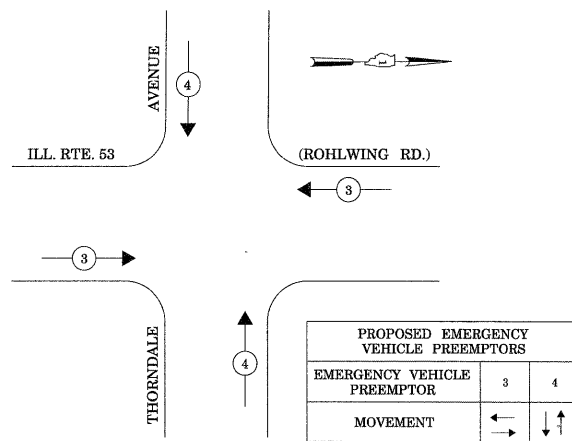 AVENUE
4
ILL. RTE. 53
(ROHLWING RD.)
3
3
THORNDALE
4
PROPOSED EMERGENCY
VEHICLE PREEMPTORS
EMERGENCY VEHICLE
PREEMPTOR
3
4
MOVEMENT